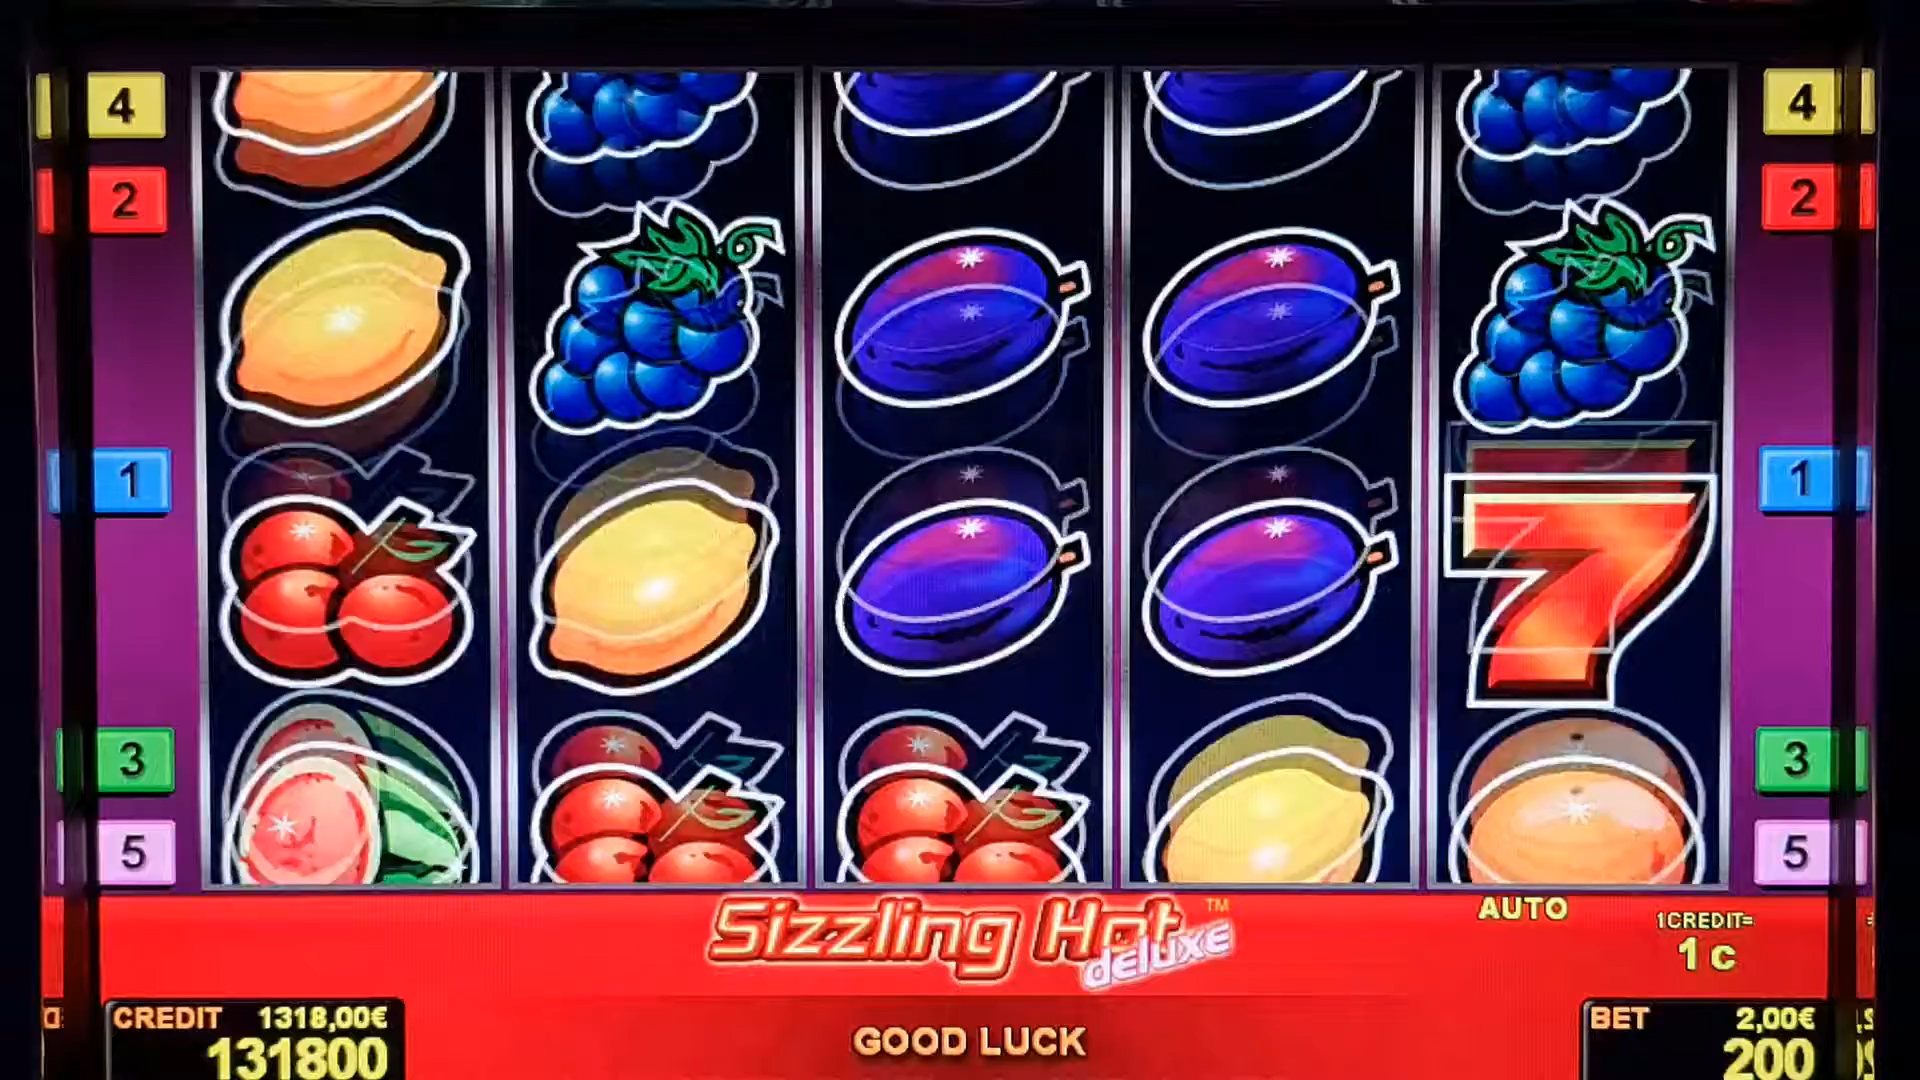 4 4
2 2
1 1
3 3
5 5
Sizzling Hot™
deluxe
AUTO
1CREDIT=
1 c
CREDIT 1318,00€
131800
GOOD LUCK
BET 2,00€
200